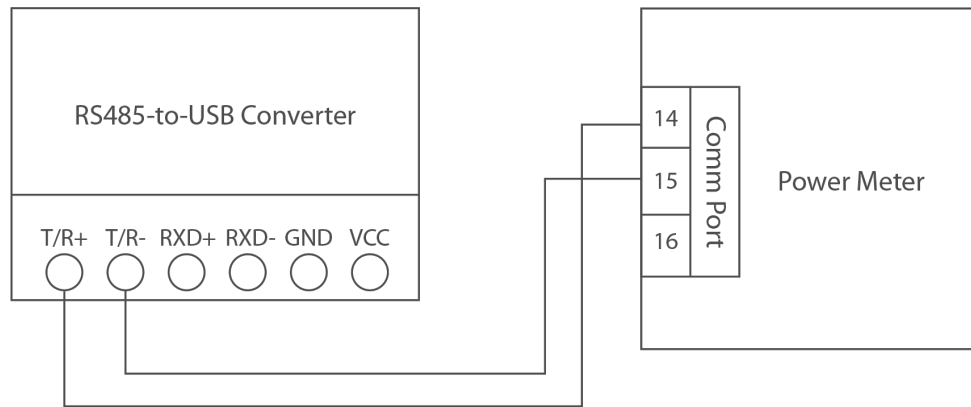 RS485-to-USB Converter
T/R+ T/R- RXD+ RXD- GND VCC
14
15
16
Comm Port
Power Meter